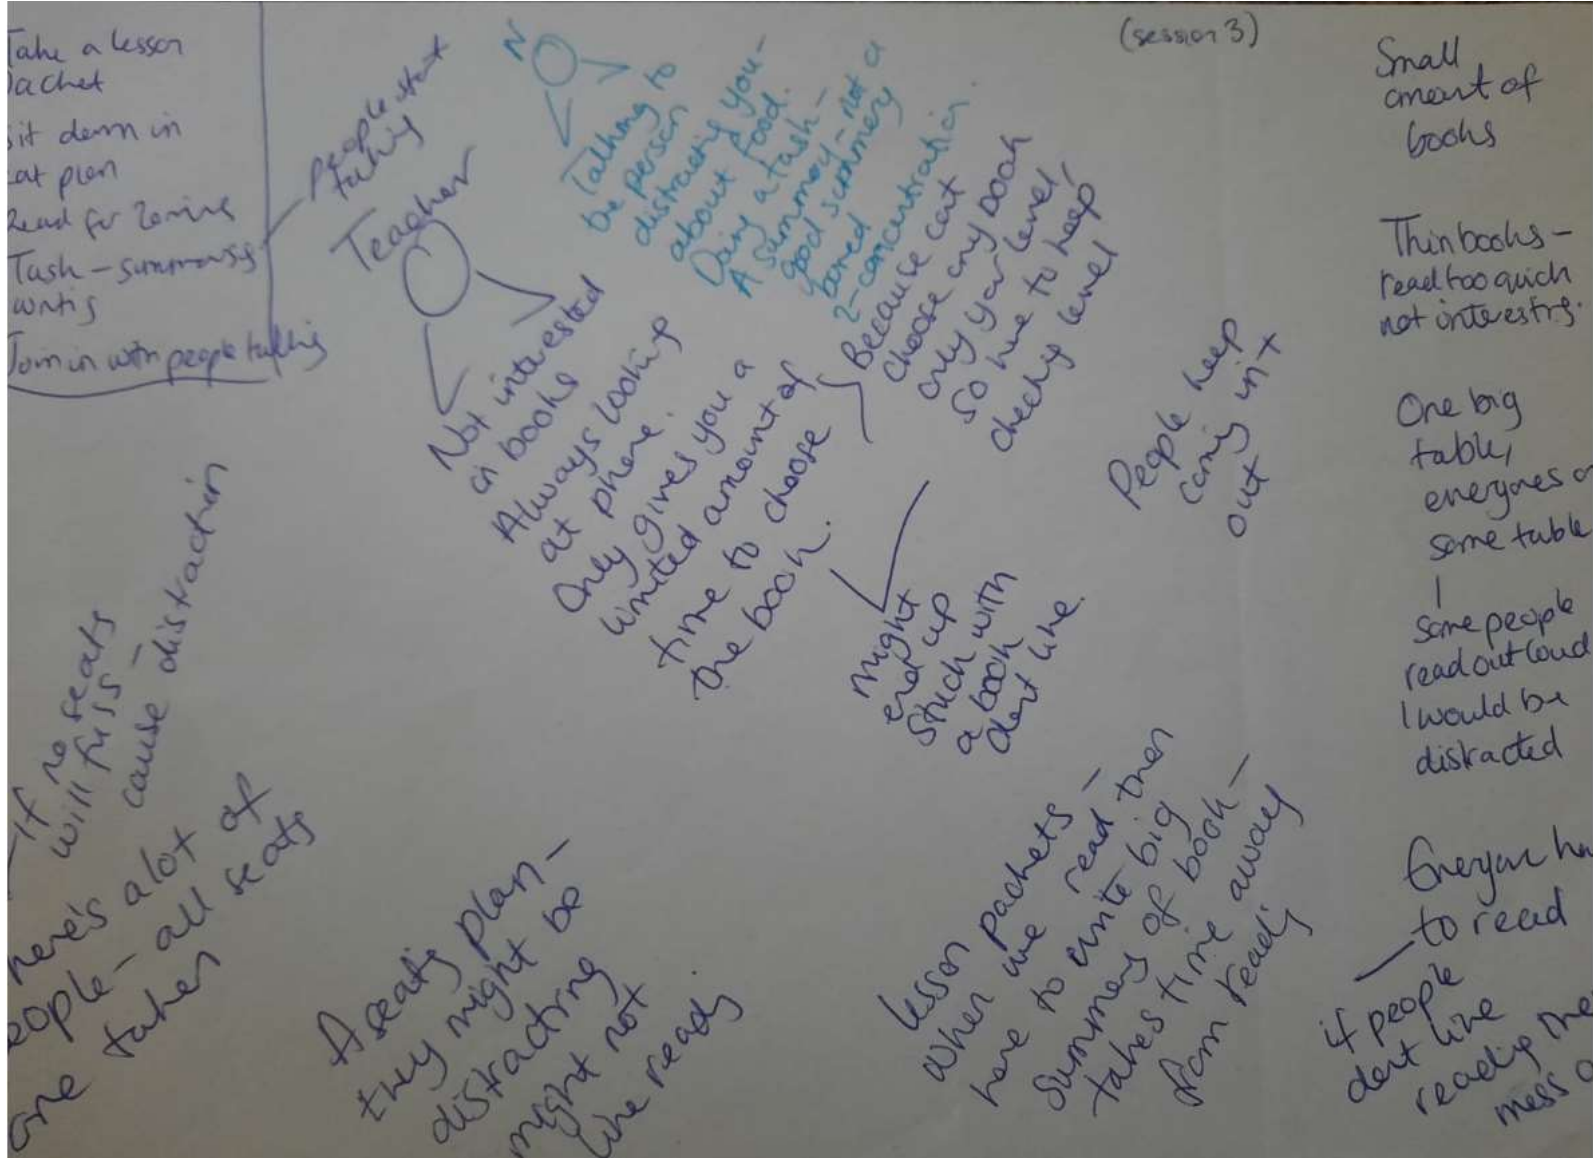 (session 3)
Take a lesson
packet
sit down in
seat plan
Read for 20mins
Task - summarys
writing
Join in with people talking
people start
talking
Teacher
Not interested
in books
Always looking
at phone.
Only gives you a
limited amount of
time to choose
the book.
Because cant
choose any book
only your level,
so have to keep
checking level
might
end up
stuck with
a book
dont like.
N
Talking to
the person
distracting you -
about food.
Doing a task -
A summary - not a
good summary
bored
2 - concentration.
People keep
coming in +
out
Small
amount of
books
Thin books -
read too quick
not interesting.
One big
table,
everyones on
same table
some people
read out loud
I would be
distracted
Everyone
to read
if people
dont like
reading
mess
lesson packets -
when we read then
have to write big
summary of book -
takes time away
from reading
A seating plan -
they might be
distracting
might not
like reading.
There's alot of
people - all seats
are taken
If no seats
will fuss -
cause distraction